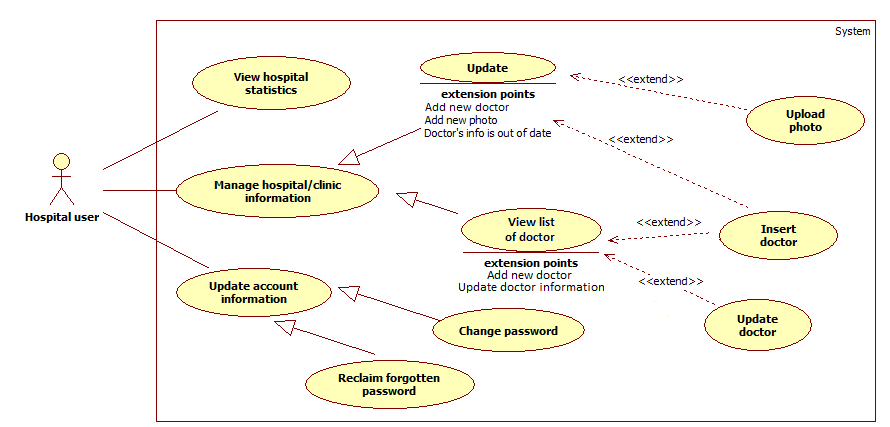 System
View hospital
statistics
Update
extension points
Add new doctor
Add new photo
Doctor's info is out of date
<<extend>>
Upload
photo
<<extend>>
Hospital user
Manage hospital/clinic
information
View list
of doctor
extension points
Add new doctor
Update doctor information
<<extend>>
Insert
doctor
<<extend>>
Update
doctor
Update account
information
Change password
Reclaim forgotten
password